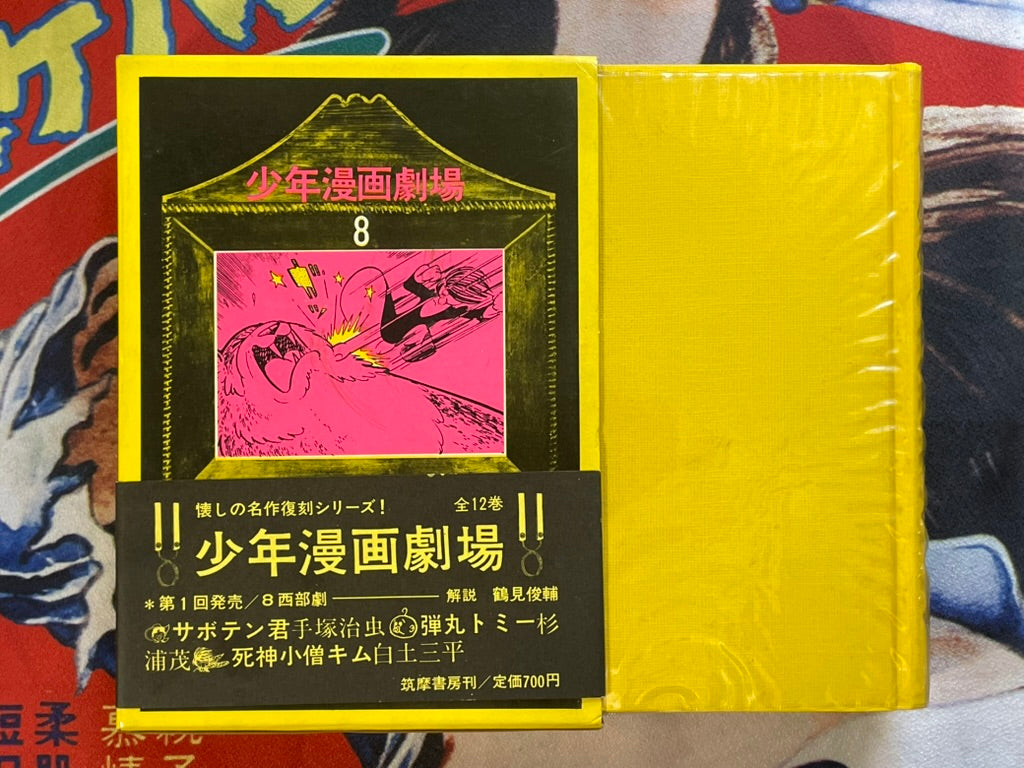 少年漫画劇場
8
懐しの名作復刻シリーズ! 全12巻
少年漫画劇場
*第1回発売/8西部劇――――解説 鶴見俊輔
サボテン君手塚治虫弾丸トミー杉
浦茂死神小僧キム白土三平
筑摩書房刊/定価700円
柔